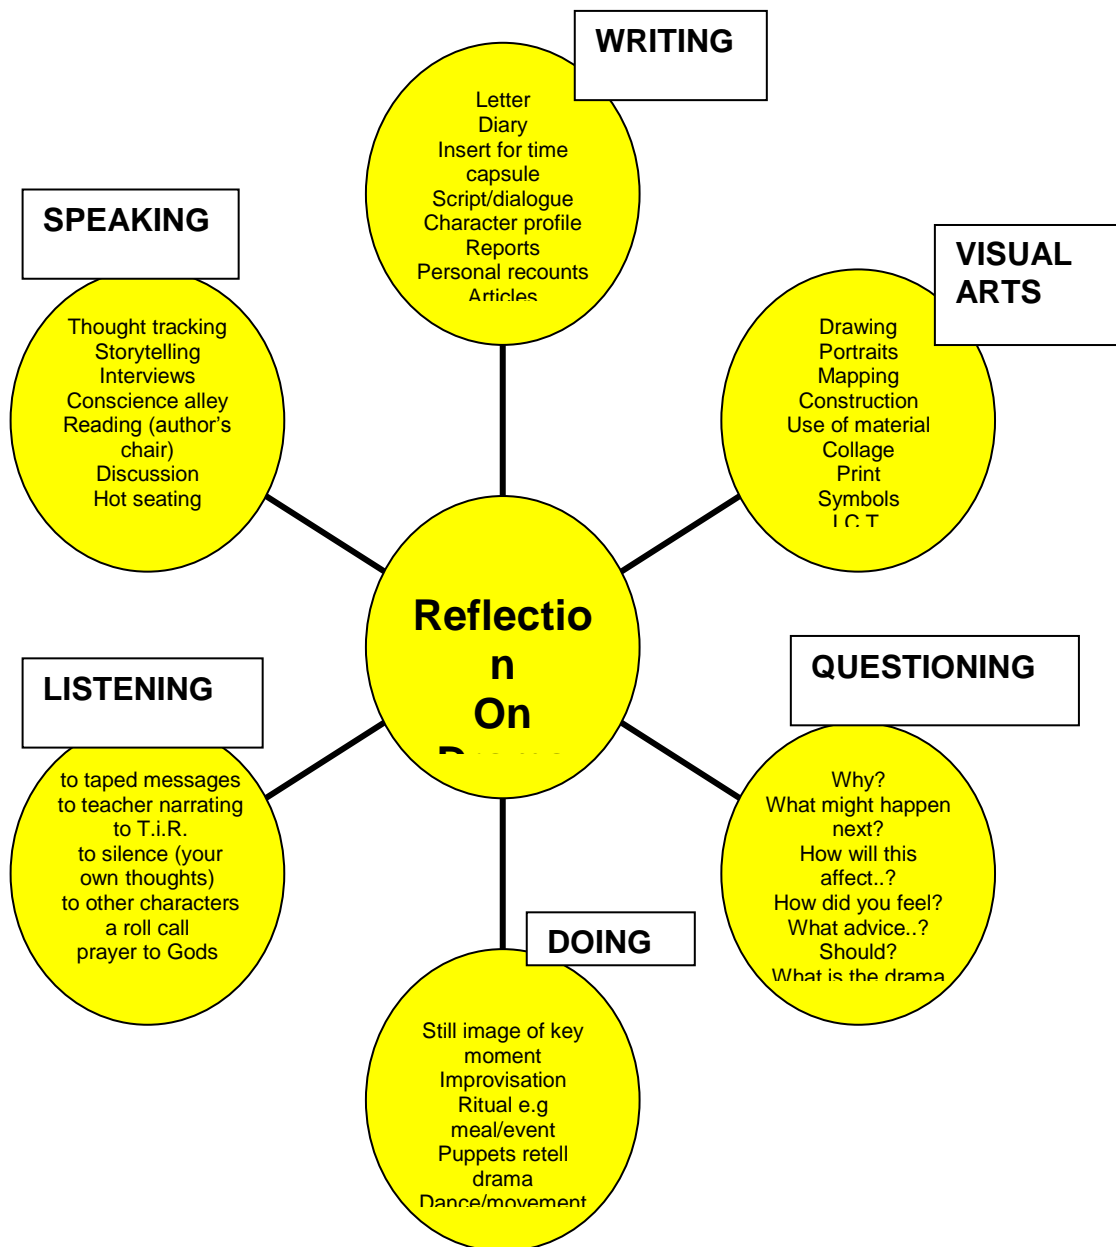 WRITING
Letter
Diary
Insert for time
capsule
Script/dialogue
Character profile
Reports
Personal recounts
Articles
SPEAKING
Thought tracking
Storytelling
Interviews
Conscience alley
Reading (author's
chair)
Discussion
Hot seating
VISUAL
ARTS
Drawing
Portraits
Mapping
Construction
Use of material
Collage
Print
Symbols
I.C.T.
Reflectio
n
On
Drama
LISTENING
to taped messages
to teacher narrating
to T.i.R.
to silence (your
own thoughts)
to other characters
a roll call
prayer to Gods
QUESTIONING
Why?
What might happen
next?
How will this
affect..?
How did you feel?
What advice..?
Should?
What is the drama
DOING
Still image of key
moment
Improvisation
Ritual e.g
meal/event
Puppets retell
drama
Dance/movement